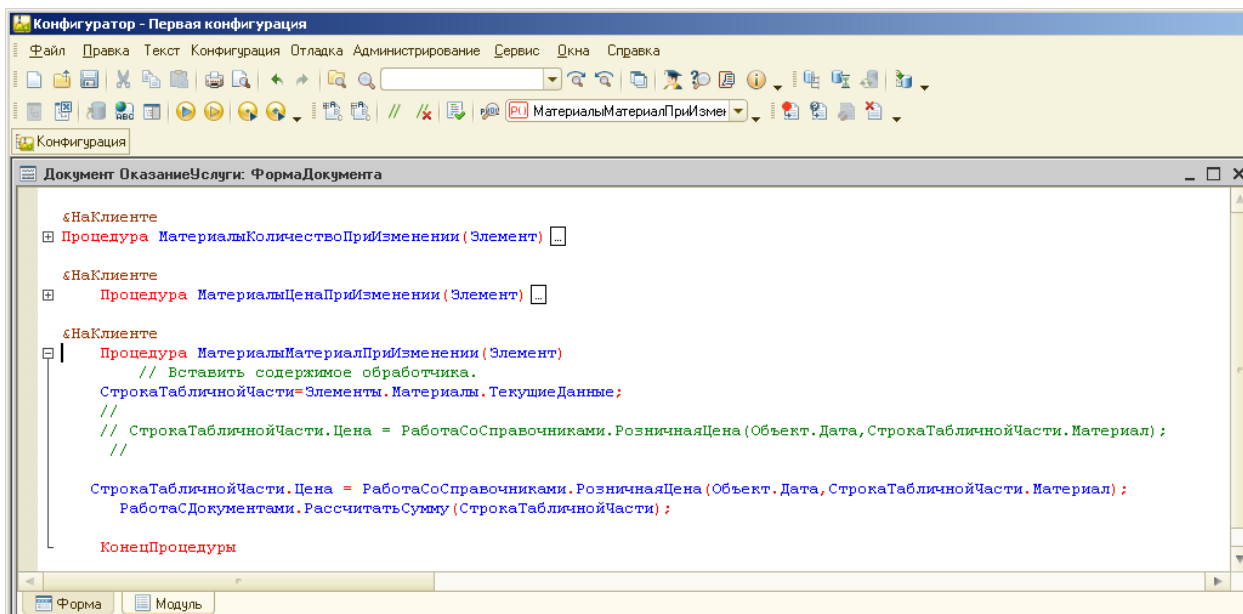 Конфигуратор - Первая конфигурация
Файл Правка Текст Конфигурация Отладка Администрирование Сервис Окна Справка
МатериалыМатериалПриИзмен
Конфигурация
Документ ОказаниеУслуги: ФормаДокумента
&НаКлиенте
Процедура МатериалыКоличествоПриИзменении(Элемент) ...
&НаКлиенте
Процедура МатериалыЦенаПриИзменении(Элемент) ...
&НаКлиенте
Процедура МатериалыМатериалПриИзменении(Элемент)
// Вставить содержимое обработчика.
СтрокаТабличнойЧасти=Элементы.Материалы.ТекущиеДанные;
//
// СтрокаТабличнойЧасти.Цена = РаботаСоСправочниками.РозничнаяЦена(Объект.Дата,СтрокаТабличнойЧасти.Материал);
//
СтрокаТабличнойЧасти.Цена = РаботаСоСправочниками.РозничнаяЦена(Объект.Дата,СтрокаТабличнойЧасти.Материал);
РаботаСДокументами.РассчитатьСумму(СтрокаТабличнойЧасти);
КонецПроцедуры
Форма Модуль